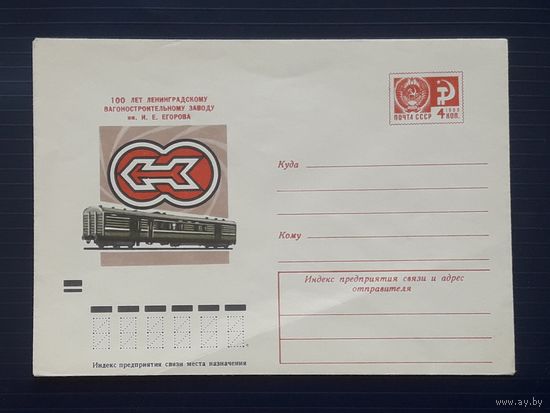 100 ЛЕТ ЛЕНИНГРАДСКОМУ
ВАГОНОСТРОИТЕЛЬНОМУ ЗАВОДУ
им. И. Е. ЕГОРОВА
1966
ПОЧТА СССР 4 КОП.
Куда
Кому
Индекс предприятия связи и адрес
отправителя
Индекс предприятия связи места назначения
www.ay.by